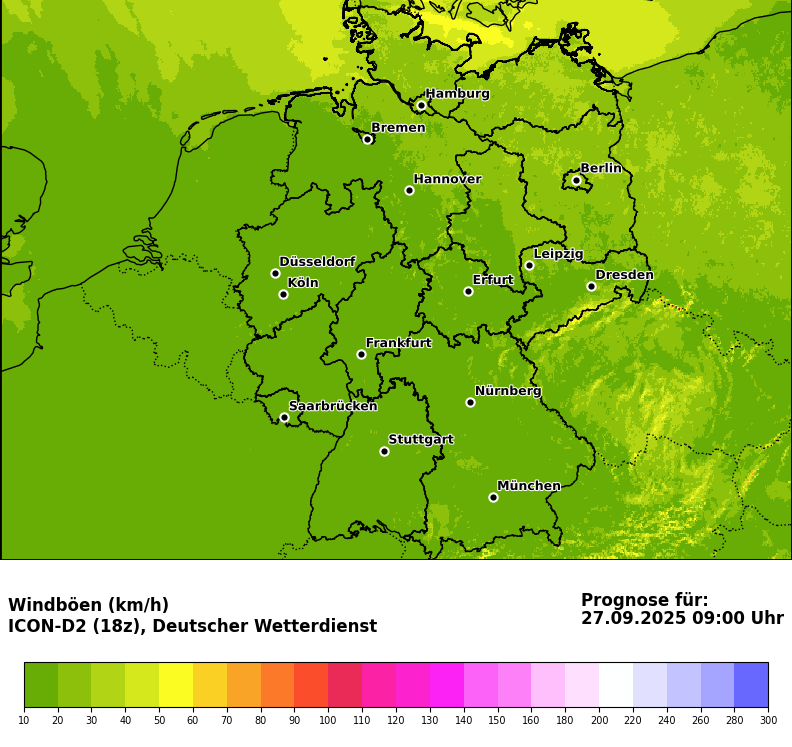 Hamburg
Bremen
Berlin
Hannover
Leipzig
Düsseldorf
Dresden
Köln
Erfurt
Frankfurt
Nürnberg
Saarbrücken
Stuttgart
München
Windböen (km/h)
ICON-D2 (18z), Deutscher Wetterdienst
Prognose für:
27.09.2025 09:00 Uhr
10 20 30 40 50 60 70 80 90 100 110 120 130 140 150 160 180 200 220 240 260 280 300